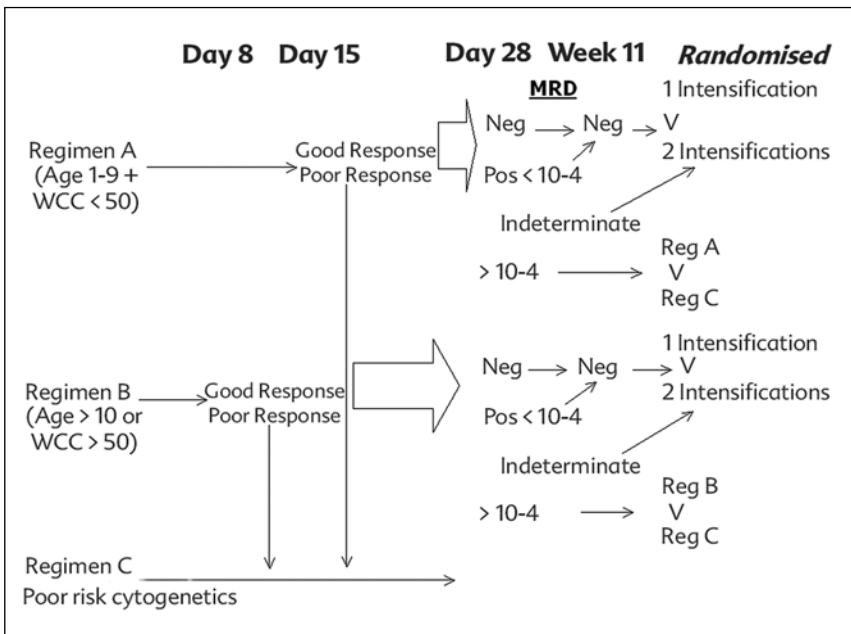 Day 8 Day 15 Day 28 Week 11 Randomised
MRD
1 Intensification
Neg Neg V
2 Intensifications
Regimen A
(Age 1-9 +
WCC < 50)
Good Response
Poor Response
Pos < 10-4
Indeterminate
> 10-4
Reg A
V
Reg C
Regimen B
(Age > 10 or
WCC > 50)
Good Response
Poor Response
1 Intensification
Neg Neg V
2 Intensifications
Pos < 10-4
Indeterminate
> 10-4
Reg B
V
Reg C
Regimen C
Poor risk cytogenetics